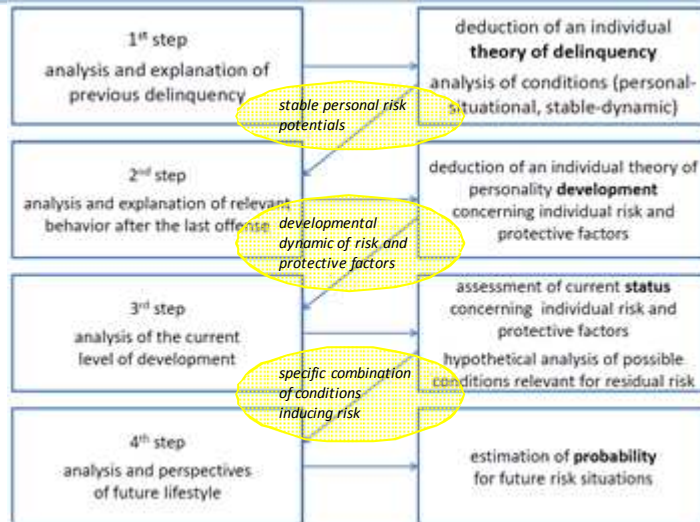 1st step
analysis and explanation of
previous delinquency
deduction of an individual
theory of delinquency
analysis of conditions (personal-
situational, stable-dynamic)
stable personal risk
potentials
2nd step
analysis and explanation of relevant
behavior after the last offense
deduction of an individual theory of
personality development
concerning individual risk and
protective factors
developmental
dynamic of risk and
protective factors
3rd step
analysis of the current
level of development
assessment of current status
concerning individual risk and
protective factors
hypothetical analysis of possible
conditions relevant for residual risk
specific combination
of conditions
inducing risk
4th step
analysis and perspectives
of future lifestyle
estimation of probability
for future risk situations